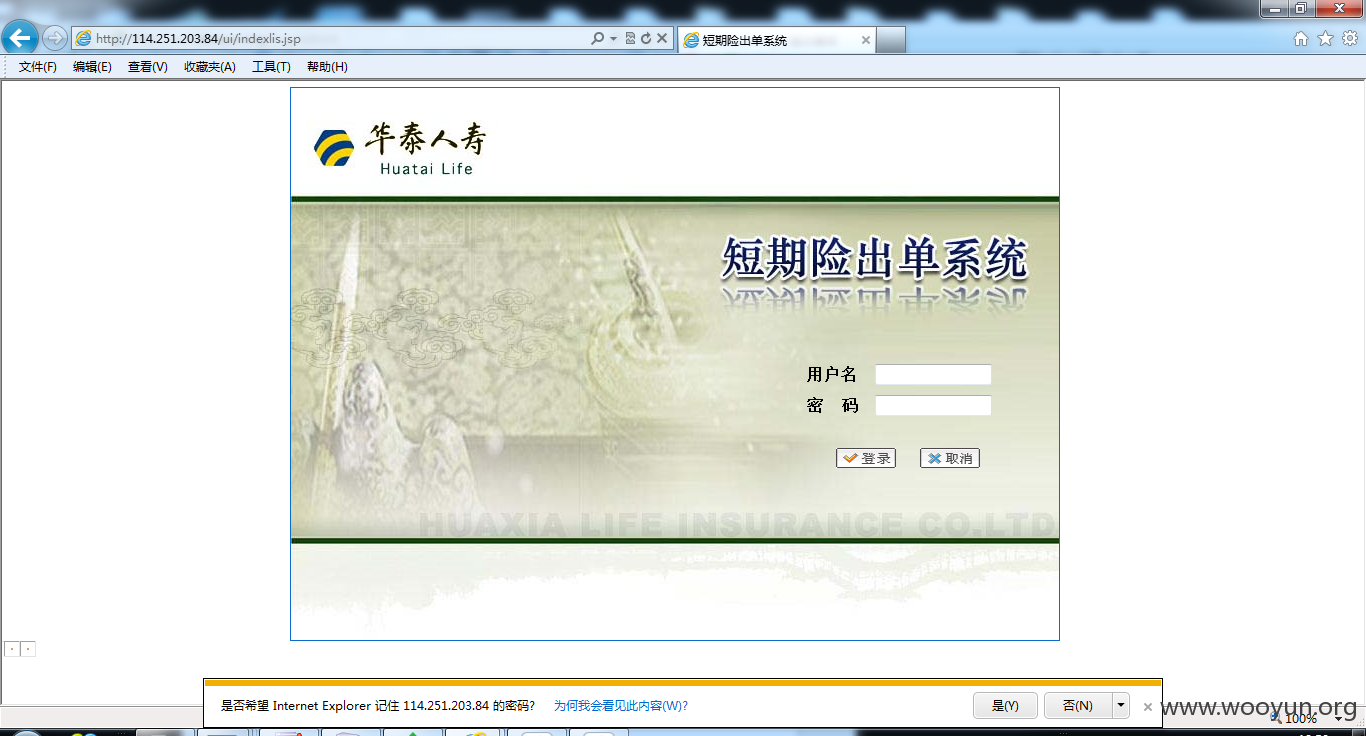 http://114.251.203.84/ui/indexlis.jsp
短期险出单系统
文件(F) 编辑(E) 查看(V) 收藏夹(A) 工具(T) 帮助(H)
华泰人寿
Huatai Life
短期险出单系统
用户名
密 码
登录 取消
HUAXIA LIFE INSURANCE CO.LTD
是否希望 Internet Explorer 记住 114.251.203.84 的密码? 为何我会看见此内容(W)? 是(Y) 否(N)
www.wooyun.org
100%